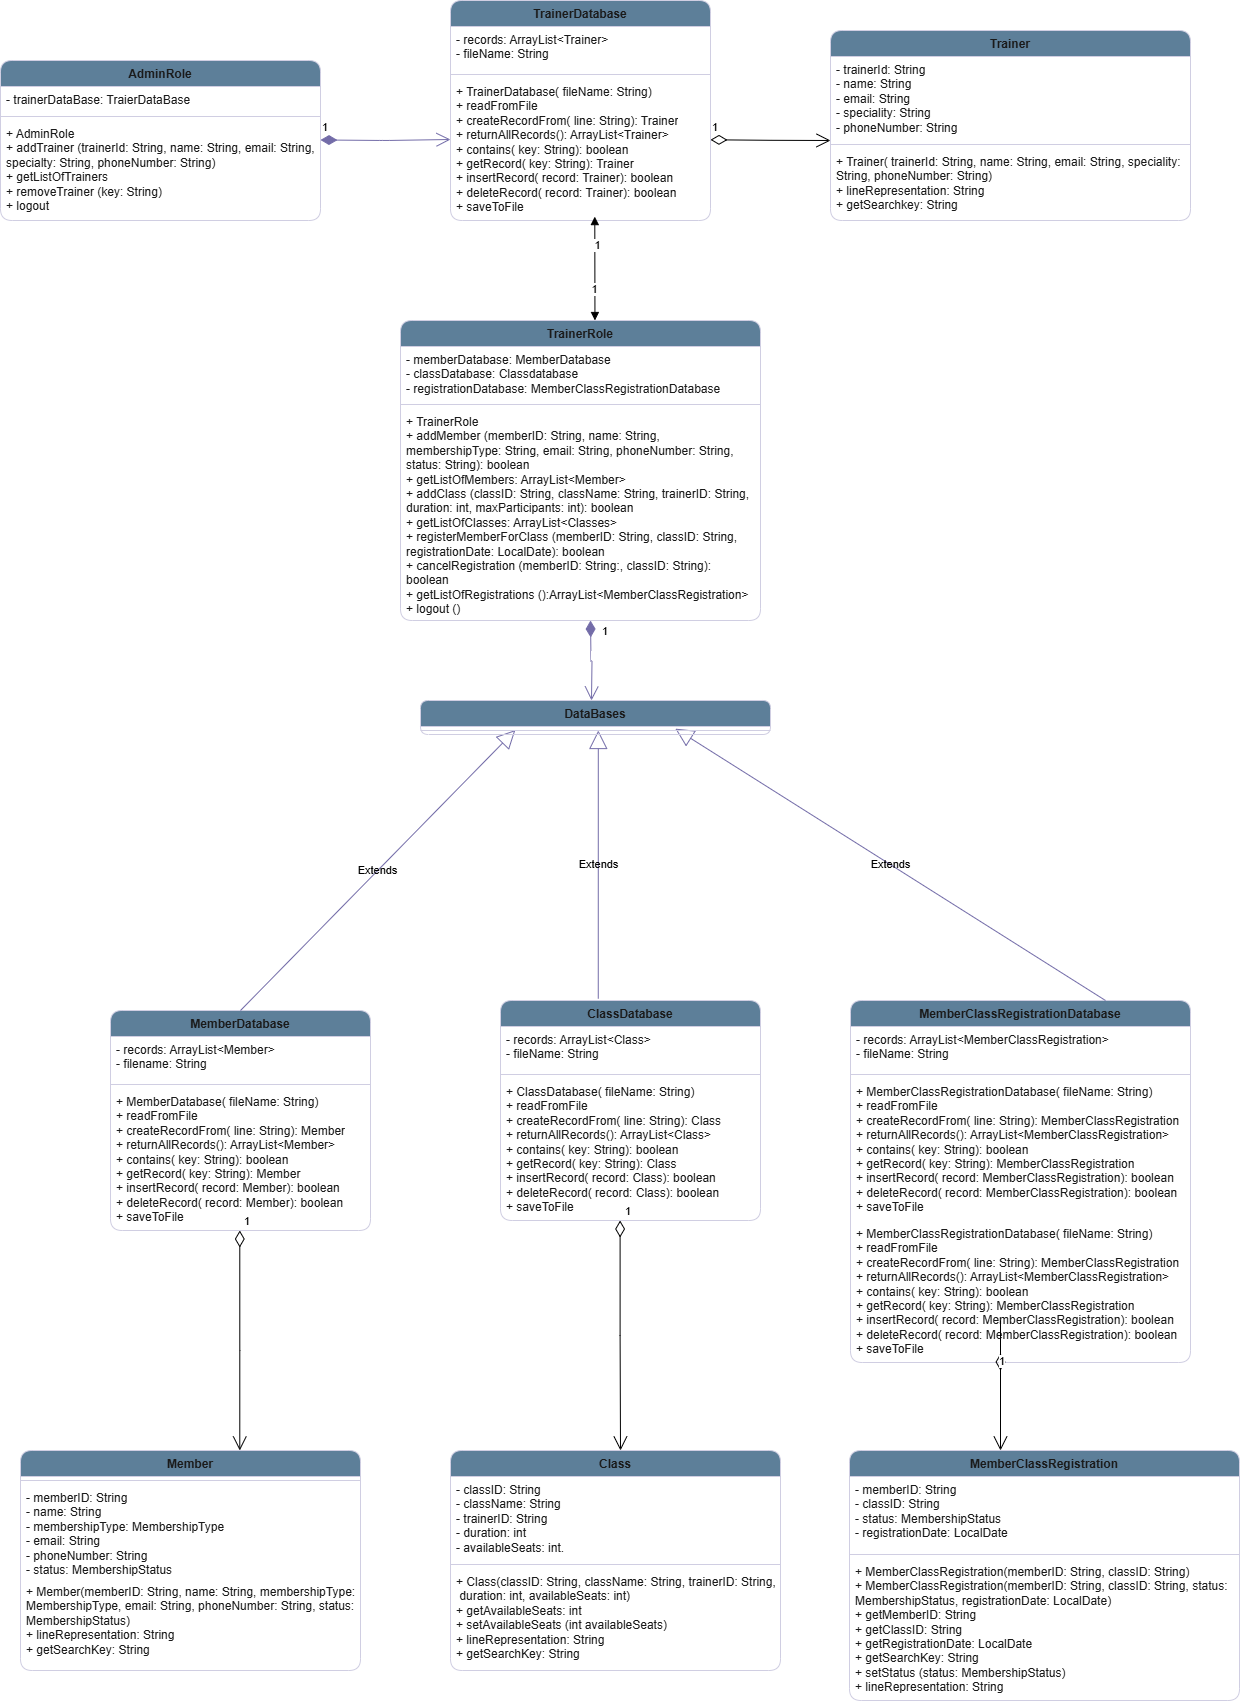 TrainerDatabase
- records: ArrayList<Trainer>
- fileName: String
+ TrainerDatabase( fileName: String)
+ readFromFile
+ createRecordFrom( line: String): Trainer
+ returnAllRecords(): ArrayList<Trainer>
+ contains( key: String): boolean
+ getRecord( key: String): Trainer
+ insertRecord( record: Trainer): boolean
+ deleteRecord( record: Trainer): boolean
+ saveToFile
Trainer
- trainerId: String
- name: String
- email: String
- speciality: String
- phoneNumber: String
+ Trainer( trainerId: String, name: String, email: String, speciality:
String, phoneNumber: String)
+ lineRepresentation: String
+ getSearchkey: String
AdminRole
- trainerDataBase: TraierDataBase
+ AdminRole
+ addTrainer (trainerId: String, name: String, email: String,
specialty: String, phoneNumber: String)
+ getListOfTrainers
+ removeTrainer (key: String)
+ logout
1
1
1
1
TrainerRole
- memberDatabase: MemberDatabase
- classDatabase: Classdatabase
- registrationDatabase: MemberClassRegistrationDatabase
+ TrainerRole
+ addMember (memberID: String, name: String,
membershipType: String, email: String, phoneNumber: String,
status: String): boolean
+ getListOfMembers: ArrayList<Member>
+ addClass (classID: String, className: String, trainerID: String,
duration: int, maxParticipants: int): boolean
+ getListOfClasses: ArrayList<Classes>
+ registerMemberForClass (memberID: String, classID: String,
registrationDate: LocalDate): boolean
+ cancelRegistration (memberID: String:, classID: String):
boolean
+ getListOfRegistrations ():ArrayList<MemberClassRegistration>
+ logout ()
1
DataBases
Extends
Extends
Extends
MemberDatabase
- records: ArrayList<Member>
- filename: String
+ MemberDatabase( fileName: String)
+ readFromFile
+ createRecordFrom( line: String): Member
+ returnAllRecords(): ArrayList<Member>
+ contains( key: String): boolean
+ getRecord( key: String): Member
+ insertRecord( record: Member): boolean
+ deleteRecord( record: Member): boolean
+ saveToFile
1
ClassDatabase
- records: ArrayList<Class>
- fileName: String
+ ClassDatabase( fileName: String)
+ readFromFile
+ createRecordFrom( line: String): Class
+ returnAllRecords(): ArrayList<Class>
+ contains( key: String): boolean
+ getRecord( key: String): Class
+ insertRecord( record: Class): boolean
+ deleteRecord( record: Class): boolean
+ saveToFile
1
MemberClassRegistrationDatabase
- records: ArrayList<MemberClassRegistration>
- fileName: String
+ MemberClassRegistrationDatabase( fileName: String)
+ readFromFile
+ createRecordFrom( line: String): MemberClassRegistration
+ returnAllRecords(): ArrayList<MemberClassRegistration>
+ contains( key: String): boolean
+ getRecord( key: String): MemberClassRegistration
+ insertRecord( record: MemberClassRegistration): boolean
+ deleteRecord( record: MemberClassRegistration): boolean
+ saveToFile
+ MemberClassRegistrationDatabase( fileName: String)
+ readFromFile
+ createRecordFrom( line: String): MemberClassRegistration
+ returnAllRecords(): ArrayList<MemberClassRegistration>
+ contains( key: String): boolean
+ getRecord( key: String): MemberClassRegistration
+ insertRecord( record: MemberClassRegistration): boolean
+ deleteRecord( record: MemberClassRegistration): boolean
+ saveToFile
1
Member
- memberID: String
- name: String
- membershipType: MembershipType
- email: String
- phoneNumber: String
- status: MembershipStatus
+ Member(memberID: String, name: String, membershipType:
MembershipType, email: String, phoneNumber: String, status:
MembershipStatus)
+ lineRepresentation: String
+ getSearchKey: String
Class
- classID: String
- className: String
- trainerID: String
- duration: int
- availableSeats: int.
+ Class(classID: String, className: String, trainerID: String,
duration: int, availableSeats: int)
+ getAvailableSeats: int
+ setAvailableSeats (int availableSeats)
+ lineRepresentation: String
+ getSearchKey: String
MemberClassRegistration
- memberID: String
- classID: String
- status: MembershipStatus
- registrationDate: LocalDate
+ MemberClassRegistration(memberID: String, classID: String)
+ MemberClassRegistration(memberID: String, classID: String, status:
MembershipStatus, registrationDate: LocalDate)
+ getMemberID: String
+ getClassID: String
+ getRegistrationDate: LocalDate
+ getSearchKey: String
+ setStatus (status: MembershipStatus)
+ lineRepresentation: String